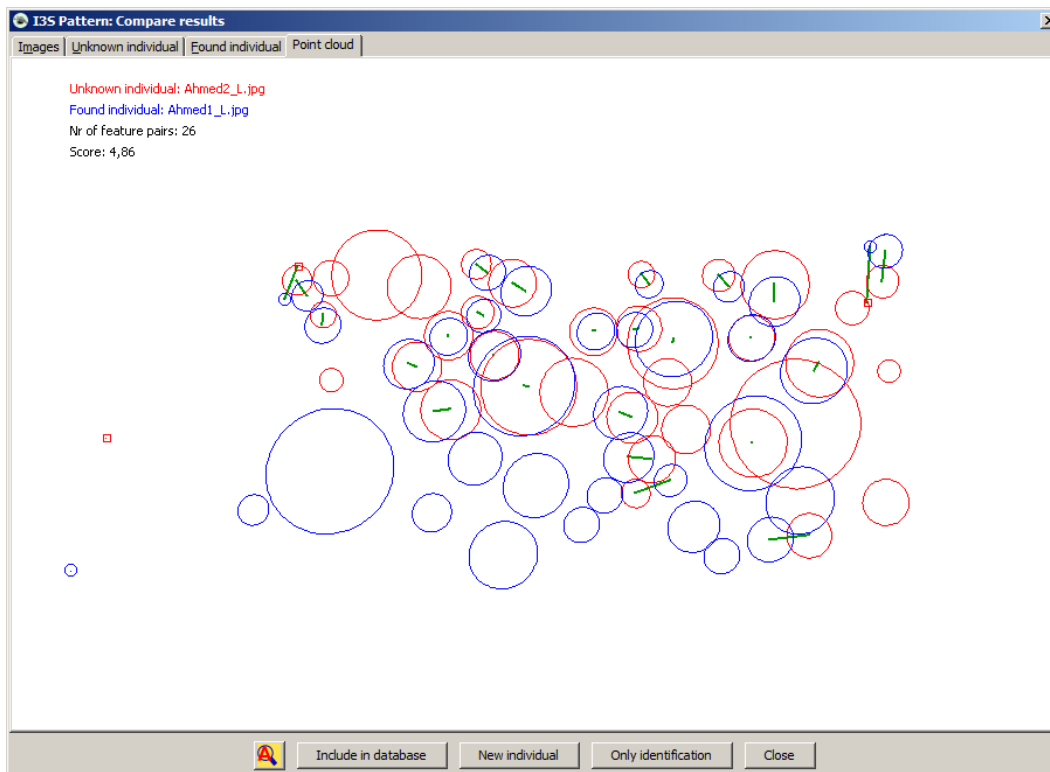 I3S Pattern: Compare results
Images Unknown individual Found individual Point cloud
Unknown individual: Ahmed2_L.jpg
Found individual: Ahmed1_L.jpg
Nr of feature pairs: 26
Score: 4,86
A Include in database New individual Only identification Close